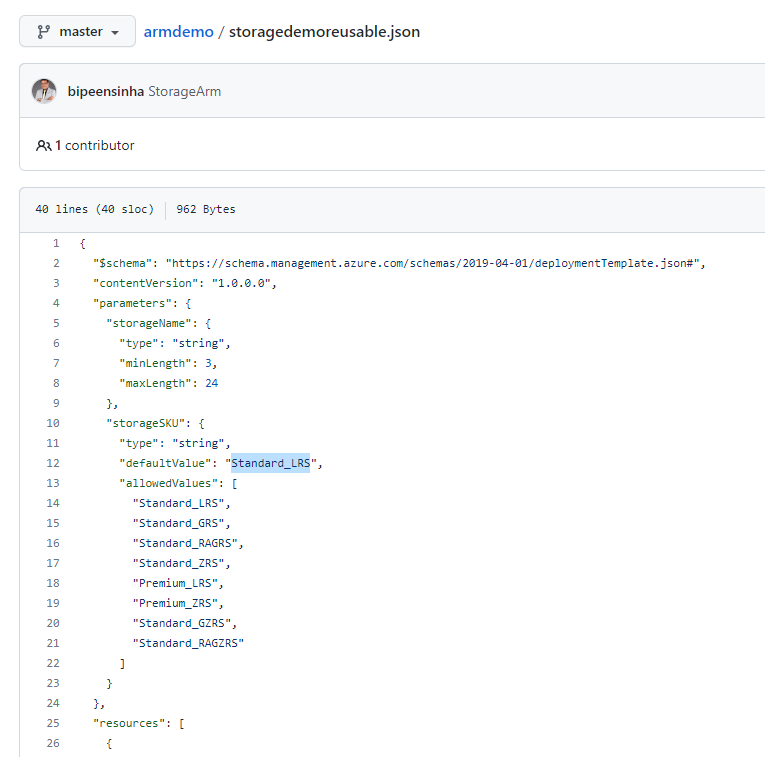 master armdemo / storagedemoreusable.json
bipeensinha StorageArm
1 contributor
40 lines (40 sloc) 962 Bytes
1 {
2 "$schema": "https://schema.management.azure.com/schemas/2019-04-01/deploymentTemplate.json#",
3 "contentVersion": "1.0.0.0",
4 "parameters": {
5 "storageName": {
6 "type": "string",
7 "minLength": 3,
8 "maxLength": 24
9 },
10 "storageSKU": {
11 "type": "string",
12 "defaultValue": "Standard_LRS",
13 "allowedValues": [
14 "Standard_LRS",
15 "Standard_GRS",
16 "Standard_RAGRS",
17 "Standard_ZRS",
18 "Premium_LRS",
19 "Premium_ZRS",
20 "Standard_GZRS",
21 "Standard_RAGZRS"
22 ]
23 }
24 },
25 "resources": [
26 {